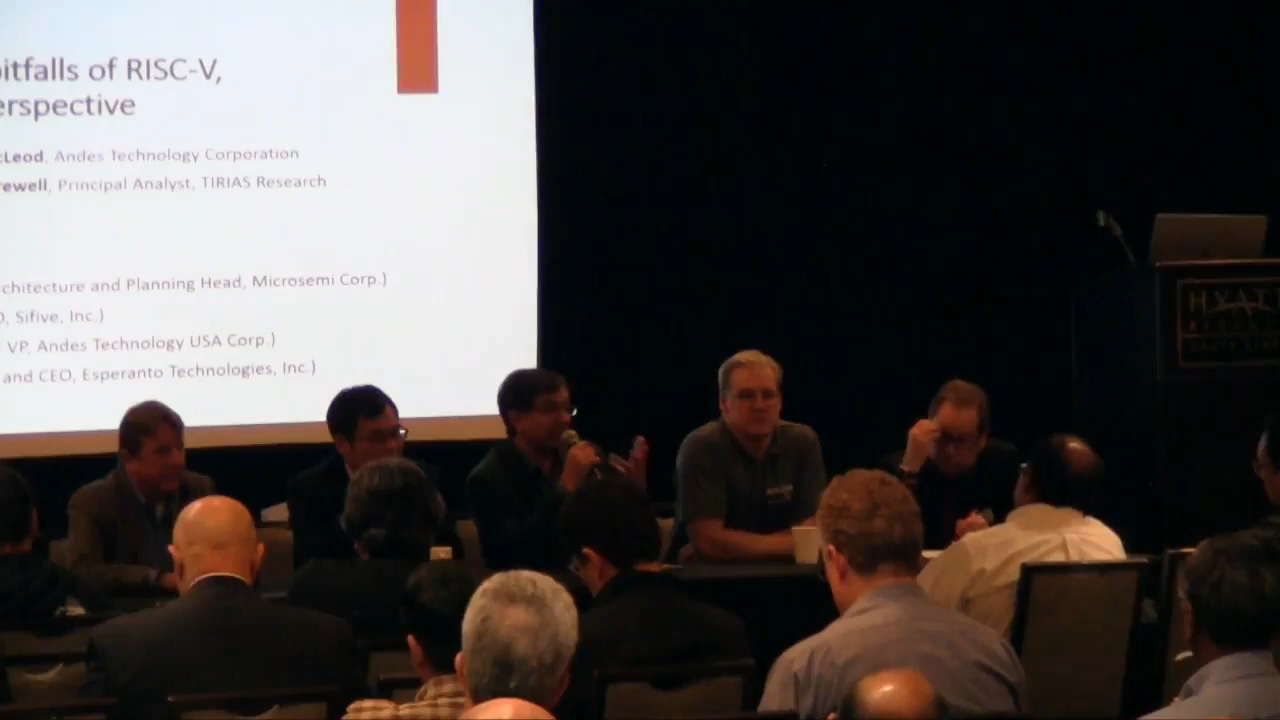 pitfalls of RISC-V,
erspective
cLeod, Andes Technology Corporation
rewell, Principal Analyst, TIRIAS Research
chitecture and Planning Head, Microsemi Corp.)
O, Sifive, Inc.)
VP, Andes Technology USA Corp.)
and CEO, Esperanto Technologies, Inc.)
HYAT